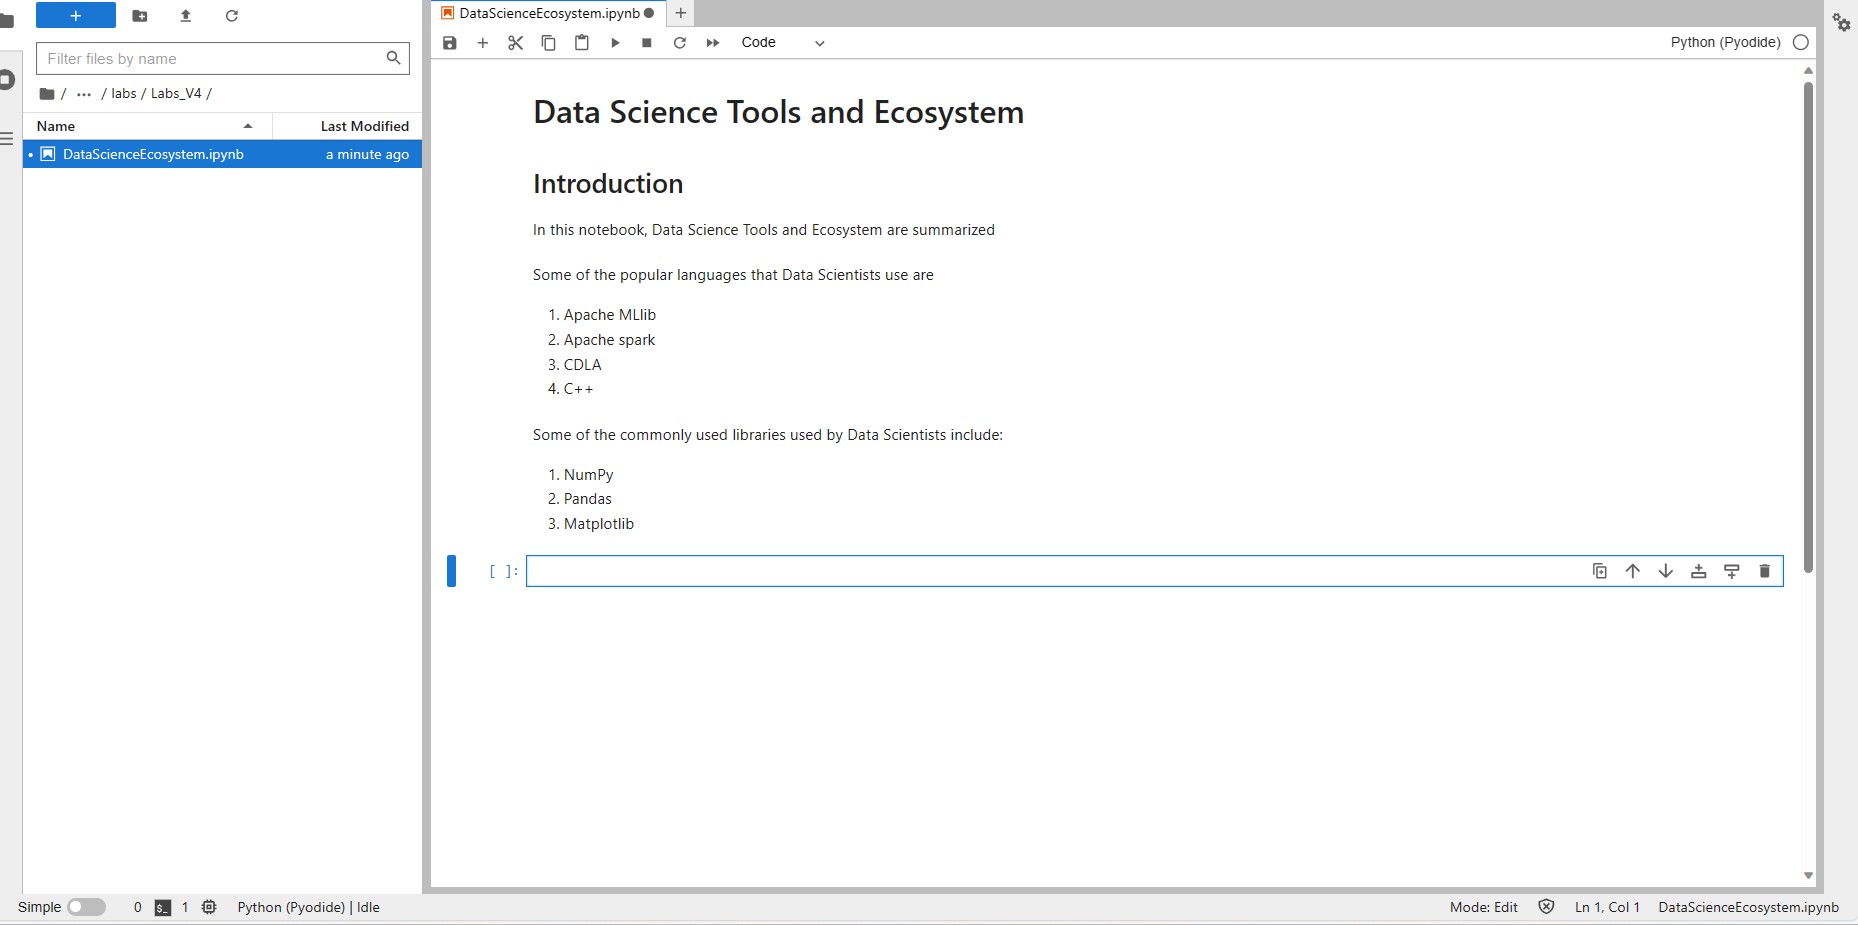 DataScienceEcosystem.ipynb
Code
Python (Pyodide)
Filter files by name
/ ... / labs / Labs_V4 /
Name Last Modified
DataScienceEcosystem.ipynb a minute ago
Data Science Tools and Ecosystem
Introduction
In this notebook, Data Science Tools and Ecosystem are summarized
Some of the popular languages that Data Scientists use are
1. Apache MLlib
2. Apache spark
3. CDLA
4. C++
Some of the commonly used libraries used by Data Scientists include:
1. NumPy
2. Pandas
3. Matplotlib
[ ]:
Simple 0 $_ 1 Python (Pyodide) | Idle Mode: Edit Ln 1, Col 1 DataScienceEcosystem.ipynb